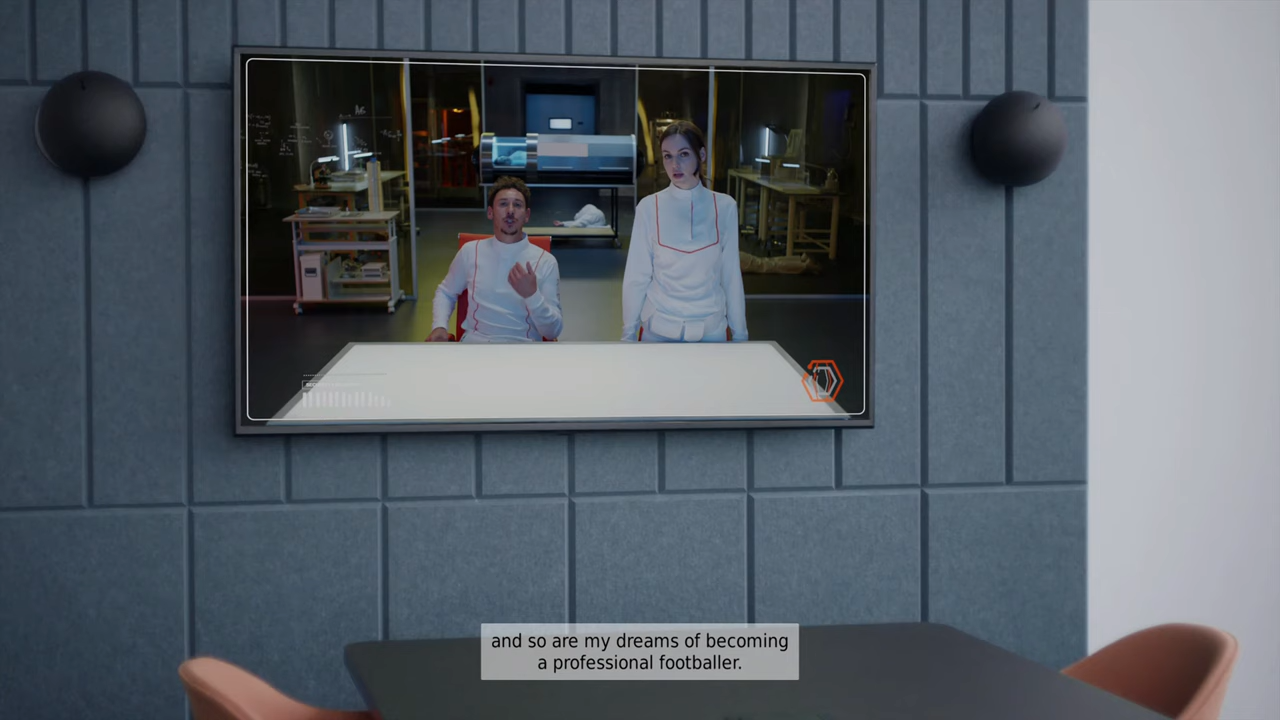 and so are my dreams of becoming
a professional footballer.